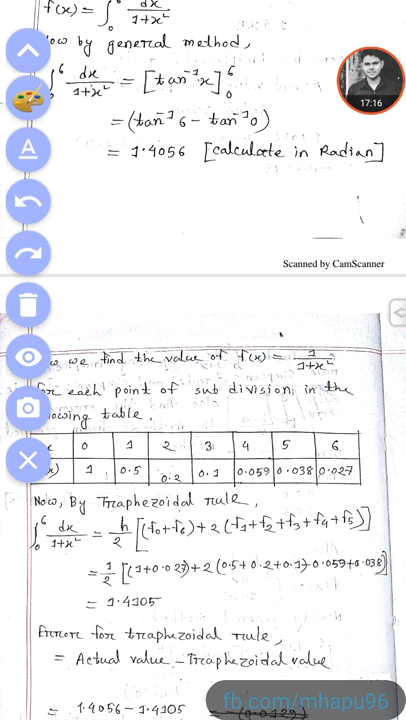 f(x) = ∫₀⁶ dx/1+x²
by general method,
∫₀⁶ dx/1+x² = [tan⁻¹x]₀⁶
= (tan⁻¹6 - tan⁻¹0)
= 1.4056 [calculate in Radian]
17:16
Scanned by CamScanner
we find the value of f(x) = 1/1+x²
each point of sub division in the
table.
0 1 2 3 4 5 6
1 0.5 0.2 0.1 0.059 0.038 0.027
Now, By Traphezoidal rule,
∫₀⁶ dx/1+x² = h/2 [(f₀+f₆)+2(f₁+f₂+f₃+f₄+f₅)]
= 1/2 [(1+0.027)+2(0.5+0.2+0.1+0.059+0.038)]
= 1.4105
Error for traphezoidal rule,
= Actual value - Traphezoidal value
= 1.4056 - 1.4105
fb.com/mhapu96